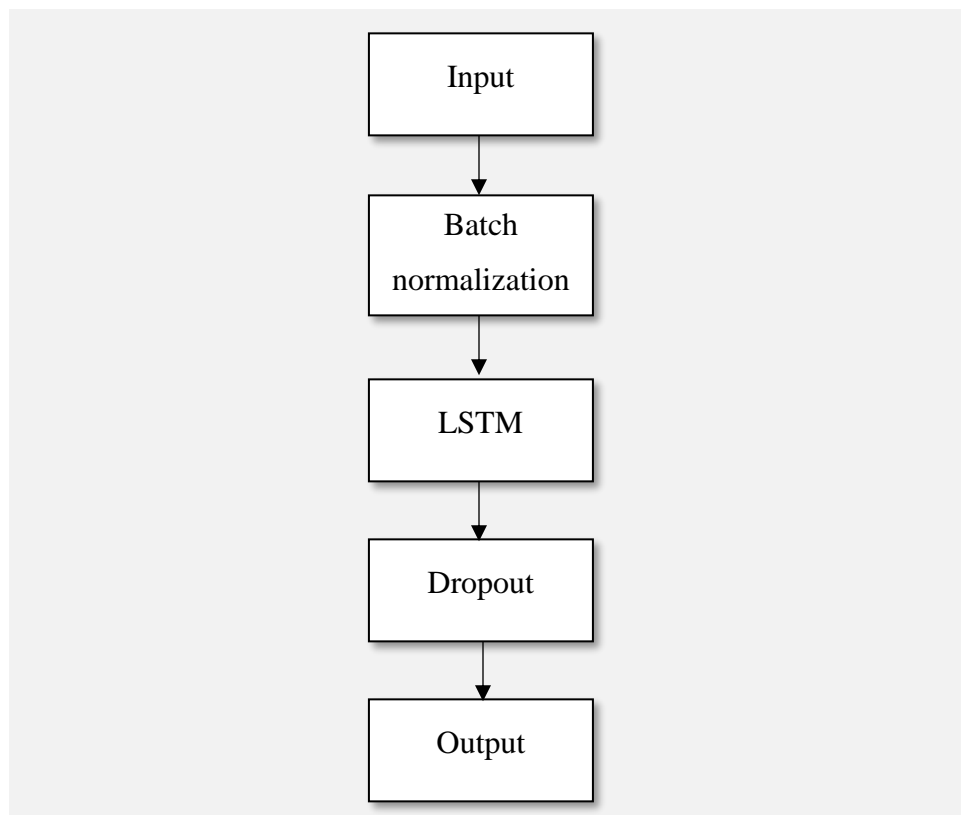 Input
Batch
normalization
LSTM
Dropout
Output